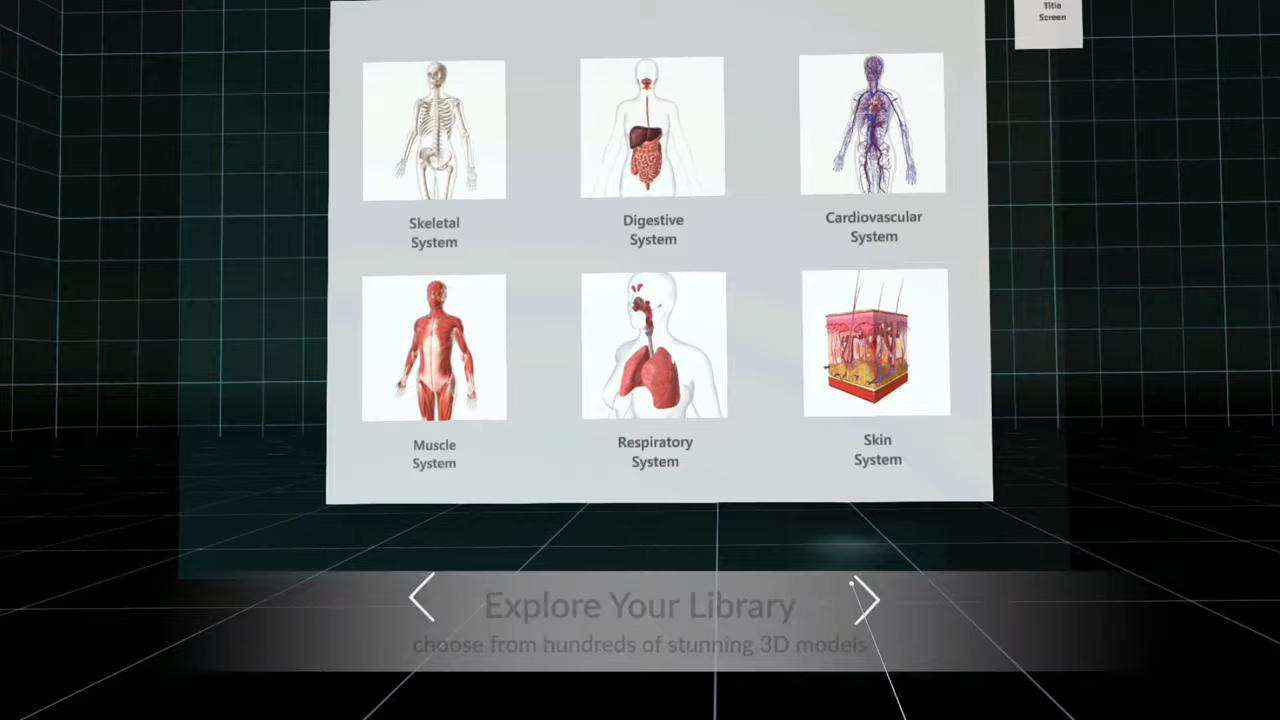 Title
Screen
Skeletal
System
Digestive
System
Cardiovascular
System
Muscle
System
Respiratory
System
Skin
System
Explore Your Library
choose from hundreds of stunning 3D models